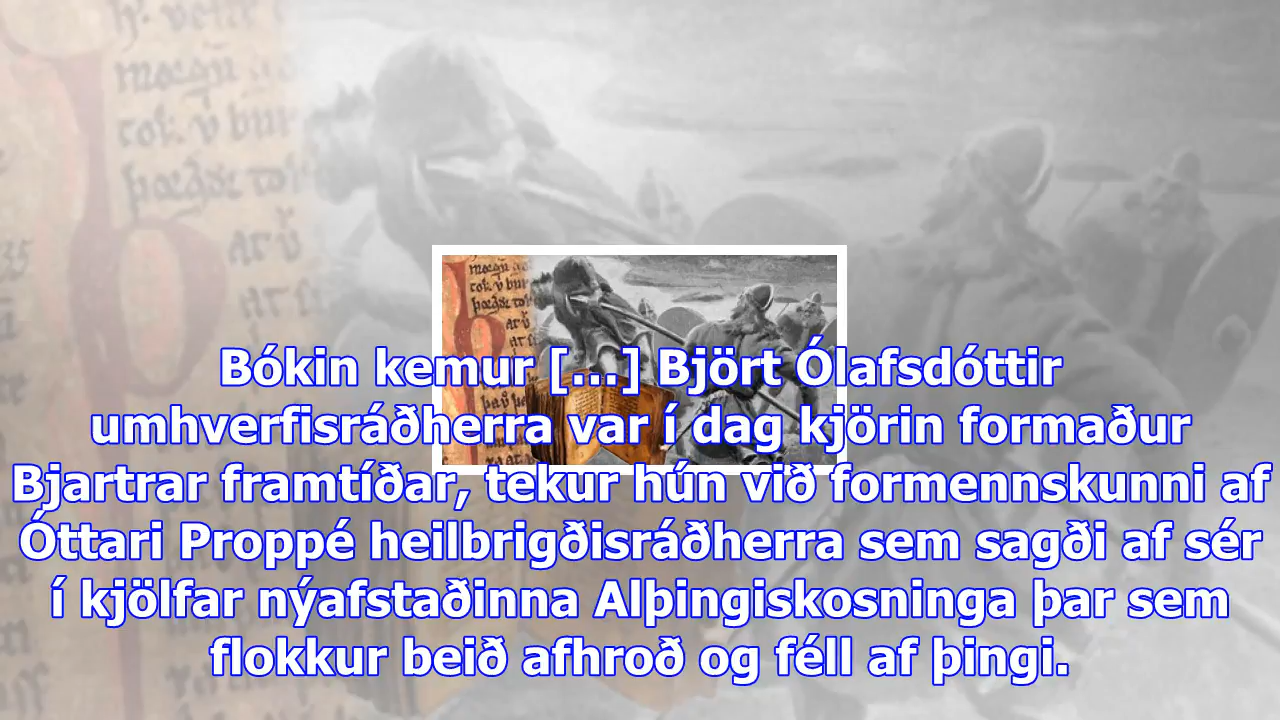 Bókin kemur [...] Björt Ólafsdóttir
umhverfisráðherra var í dag kjörin formaður
Bjartrar framtíðar, tekur hún við formennskunni af
Óttari Proppé heilbrigðisráðherra sem sagði af sér
í kjölfar nýafstaðinna Alþingiskosninga þar sem
flokkur beið afhroð og féll af þingi.